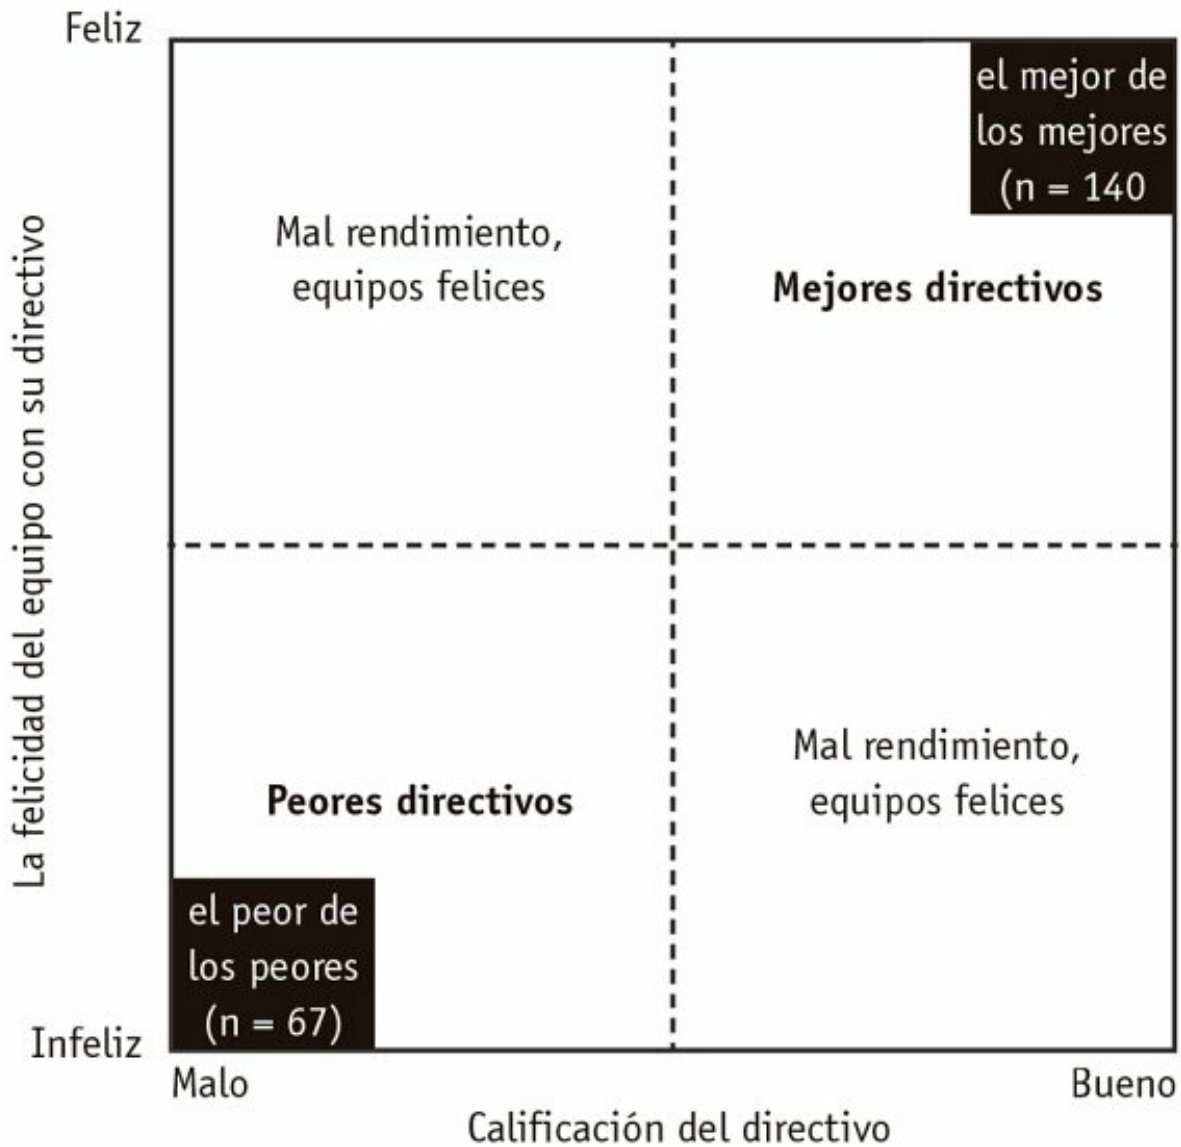 Feliz
el mejor de
los mejores
(n = 140
Mal rendimiento,
equipos felices
Mejores directivos
La felicidad del equipo con su directivo
Mal rendimiento,
equipos felices
Peores directivos
el peor de
los peores
(n = 67)
Infeliz
Malo
Bueno
Calificación del directivo